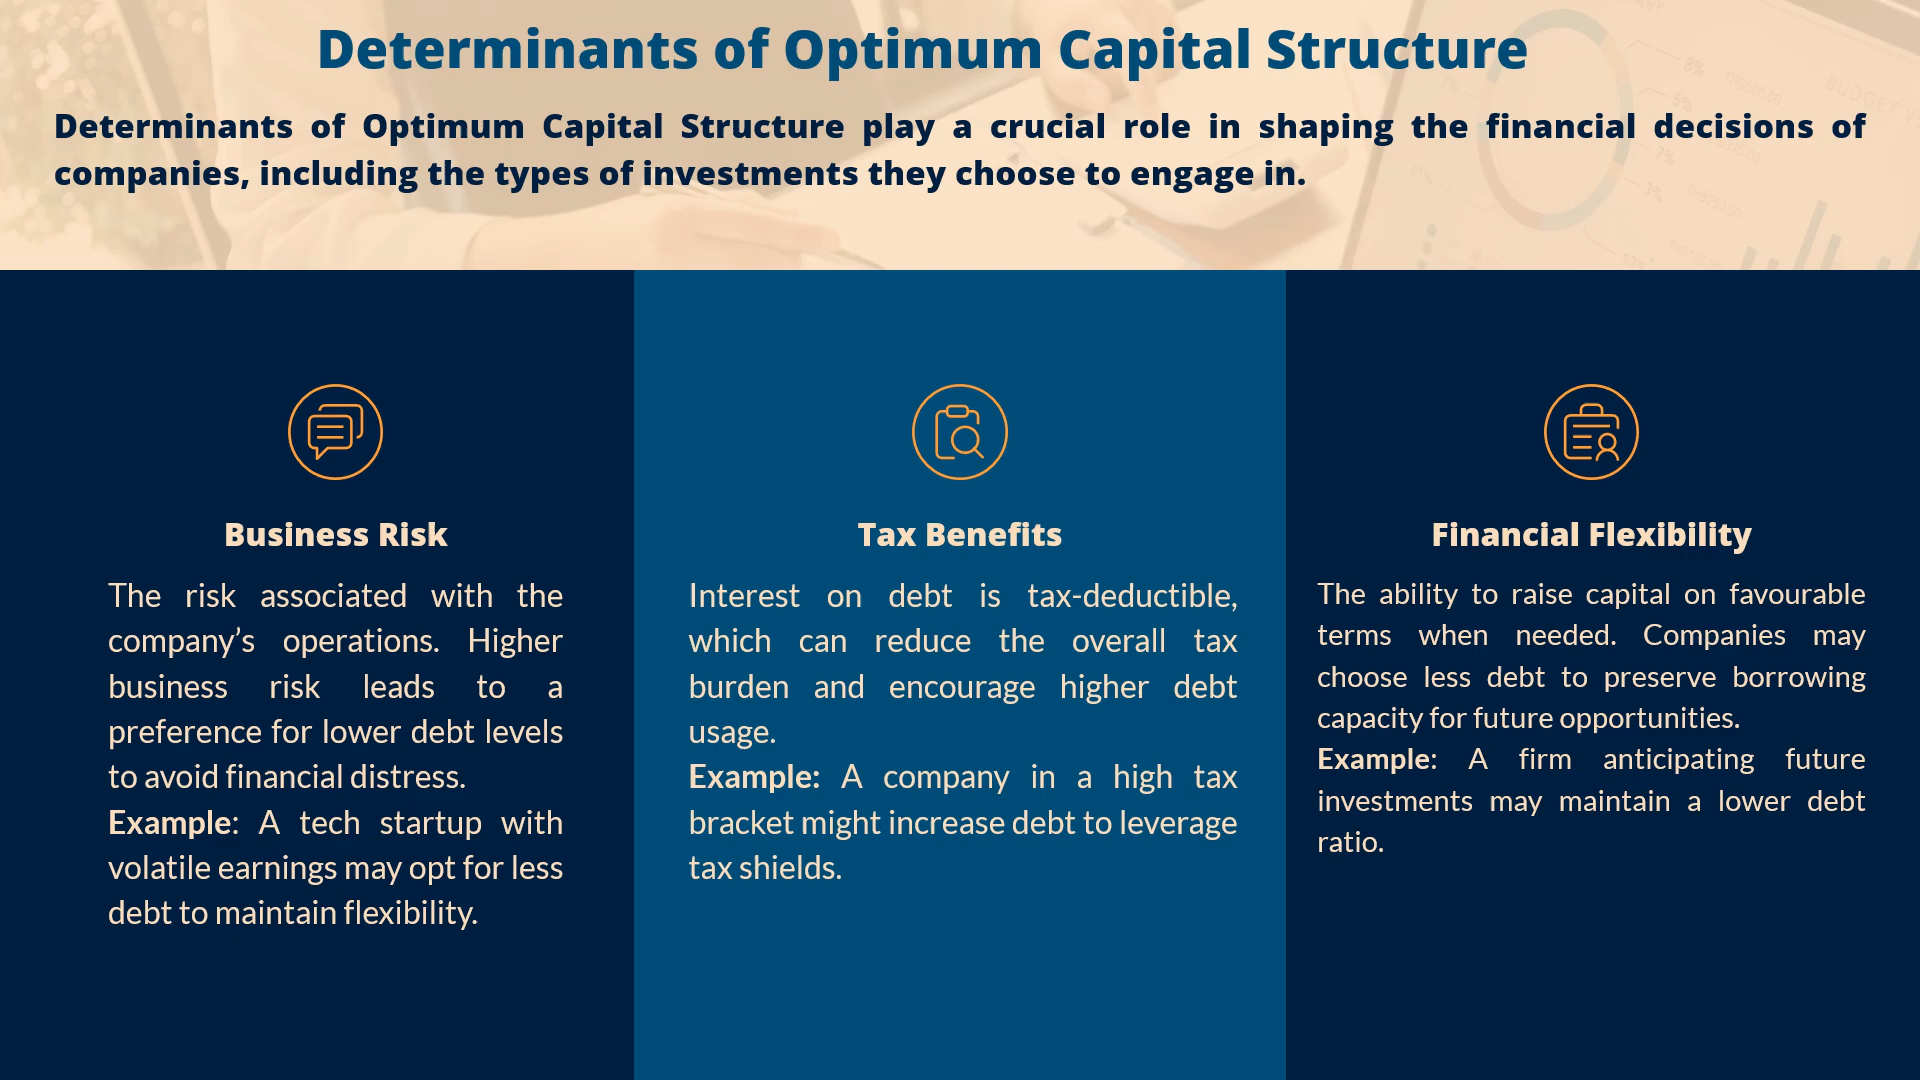 Determinants of Optimum Capital Structure
Determinants of Optimum Capital Structure play a crucial role in shaping the financial decisions of
companies, including the types of investments they choose to engage in.
Business Risk
The risk associated with the
company’s operations. Higher
business risk leads to a
preference for lower debt levels
to avoid financial distress.
Example: A tech startup with
volatile earnings may opt for less
debt to maintain flexibility.
Tax Benefits
Interest on debt is tax-deductible,
which can reduce the overall tax
burden and encourage higher debt
usage.
Example: A company in a high tax
bracket might increase debt to leverage
tax shields.
Financial Flexibility
The ability to raise capital on favourable
terms when needed. Companies may
choose less debt to preserve borrowing
capacity for future opportunities.
Example: A firm anticipating future
investments may maintain a lower debt
ratio.